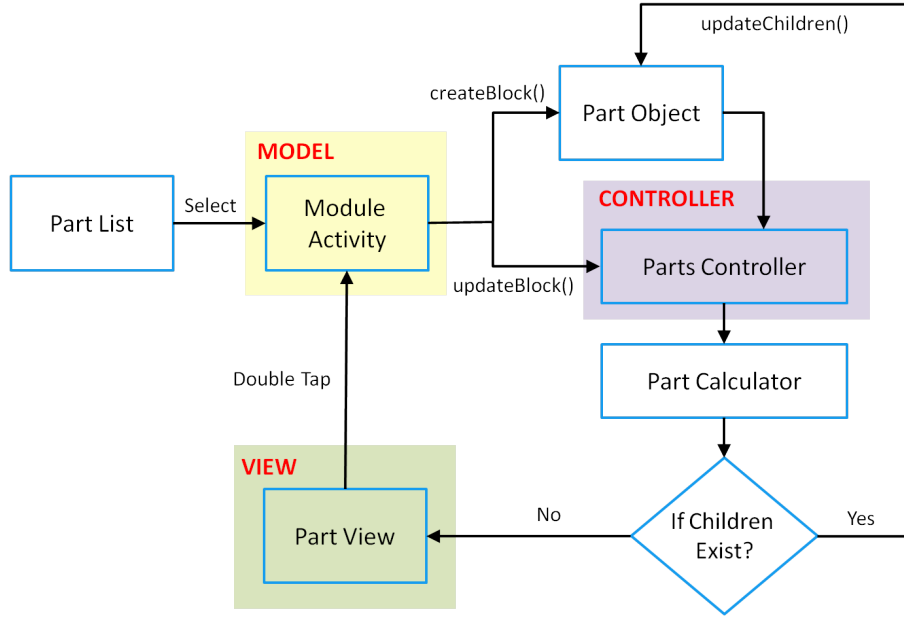 updateChildren()
createBlock()
Part Object
MODEL
Part List
Select
Module
Activity
CONTROLLER
Parts Controller
updateBlock()
Part Calculator
Double Tap
VIEW
Part View
No
If Children
Exist?
Yes